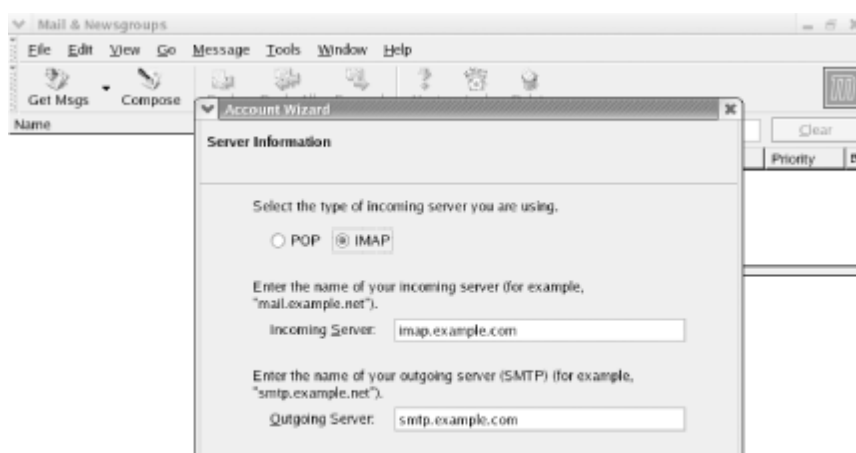 Mail & Newsgroups
File Edit View Go Message Tools Window Help
Get Msgs Compose
Name
Account Wizard
Clear
Server Information
Priority
Select the type of incoming server you are using.
POP IMAP
Enter the name of your incoming server (for example,
"mail.example.net").
Incoming Server: imap.example.com
Enter the name of your outgoing server (SMTP) (for example,
"smtp.example.net").
Outgoing Server: smtp.example.com